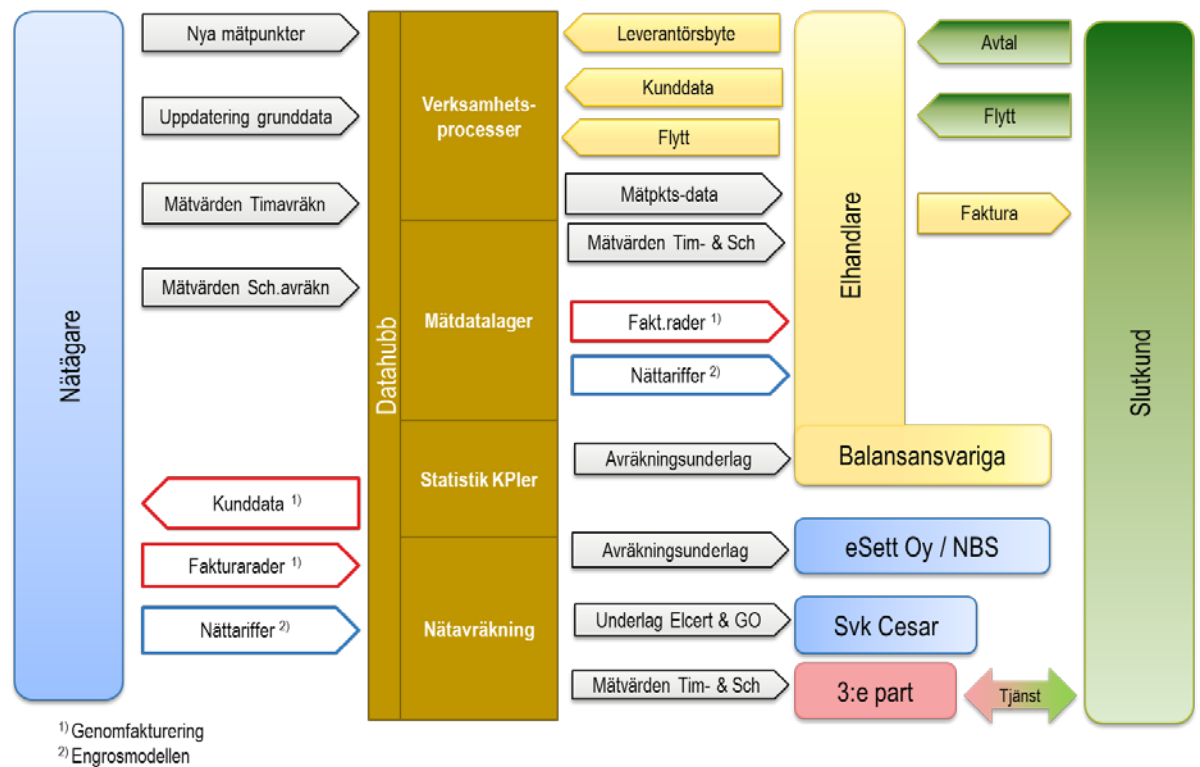 Nätägare
Nya mätpunkter
Uppdatering grunddata
Mätvärden Timavräkn
Mätvärden Sch.avräkn
Kunddata 1)
Fakturarader 1)
Nättariffer 2)
Datahubb
Verksamhets-
processer
Mätdatalager
Statistik KPIer
Nätavräkning
Leverantörsbyte
Kunddata
Flytt
Mätpkts-data
Mätvärden Tim- & Sch
Fakt.rader 1)
Nättariffer 2)
Avräkningsunderlag
Avräkningsunderlag
Underlag Elcert & GO
Mätvärden Tim- & Sch
Elhandlare
Balansansvariga
eSett Oy / NBS
Svk Cesar
3:e part
Avtal
Flytt
Faktura
Tjänst
Slutkund
1) Genomfakturering
2) Engrosmodellen